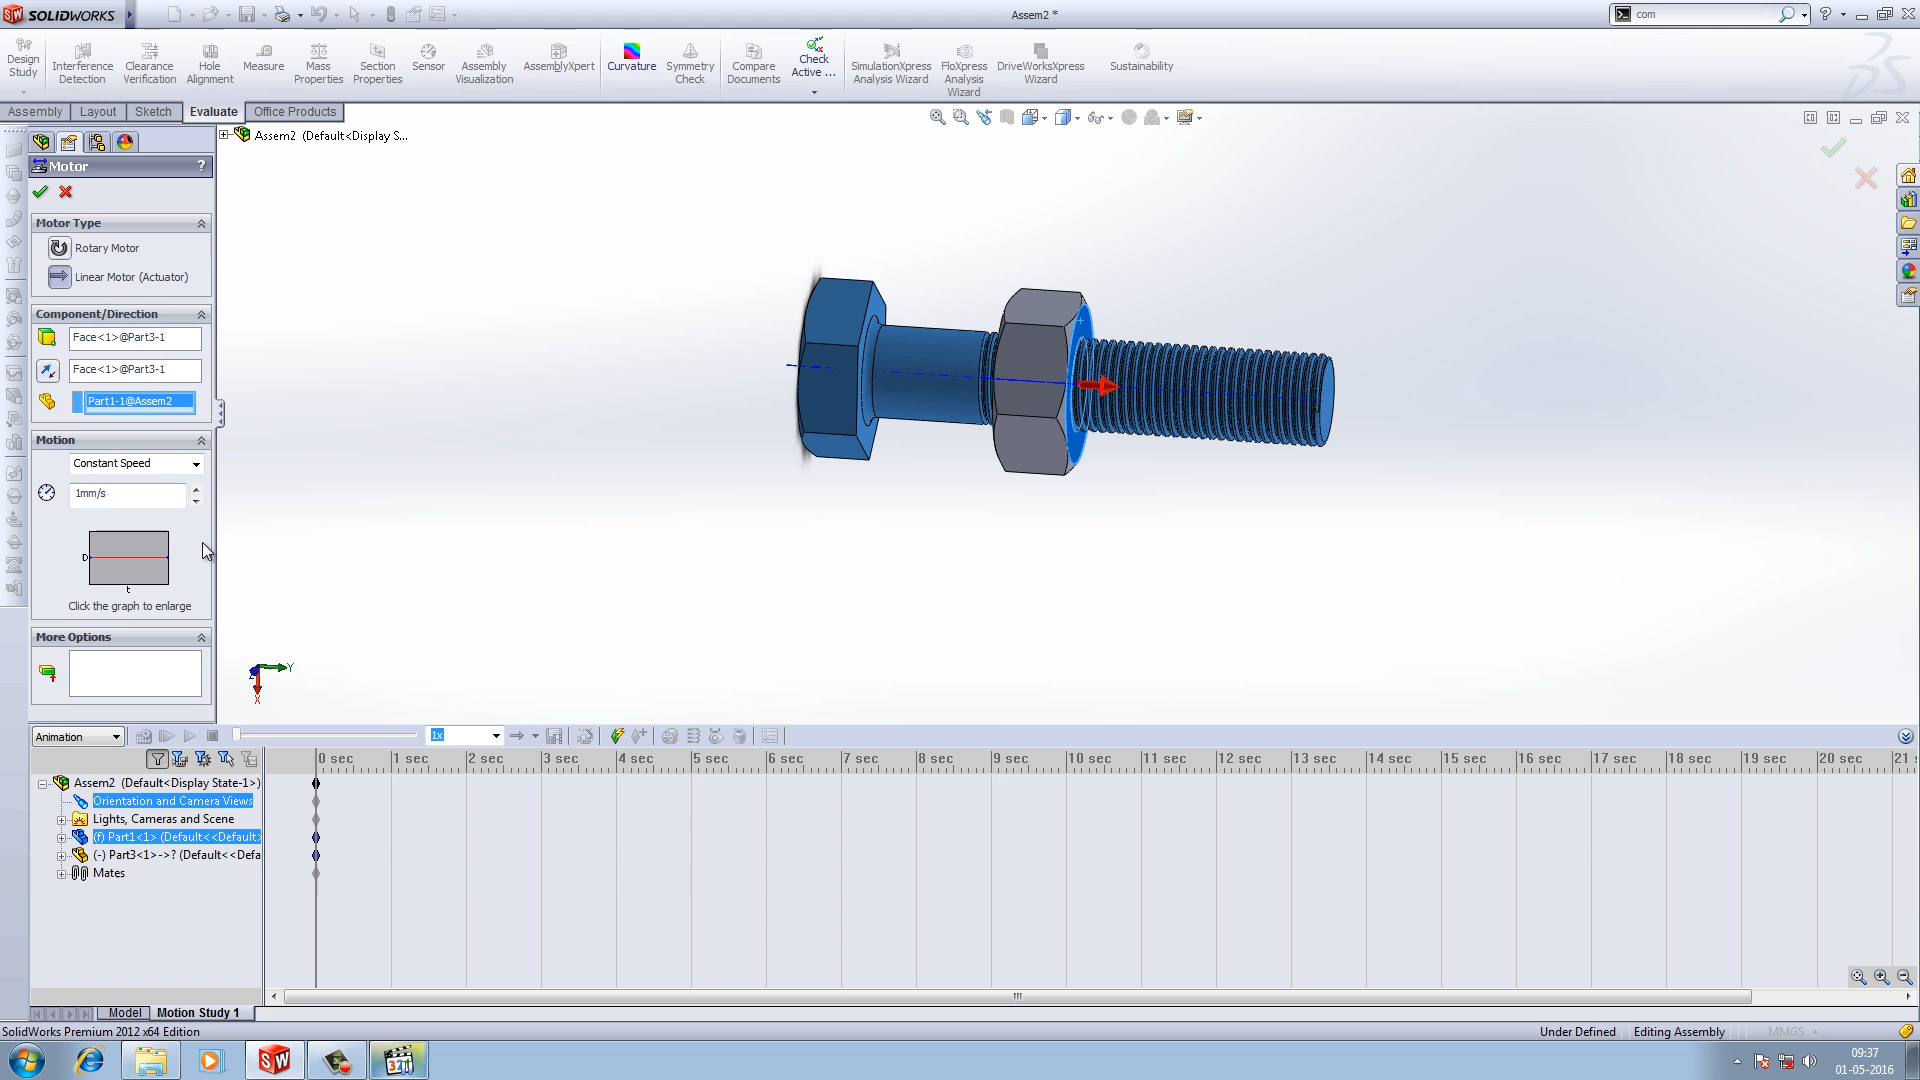 SOLIDWORKS
Assem2 *
com
Design Study
Interference Detection
Clearance Verification
Hole Alignment
Measure
Mass Properties
Section Properties
Sensor
Assembly Visualization
AssemblyXpert
Curvature
Symmetry Check
Compare Documents
Check Active ...
SimulationXpress Analysis Wizard
FloXpress Analysis Wizard
DriveWorksXpress Wizard
Sustainability
Assembly
Layout
Sketch
Evaluate
Office Products
Assem2 (Default<Display S...
Motor
?
Motor Type
Rotary Motor
Linear Motor (Actuator)
Component/Direction
Face<1>@Part3-1
Face<1>@Part3-1
Part1-1@Assem2
Motion
Constant Speed
1mm/s
D
t
Click the graph to enlarge
More Options
Y
X
Z
Animation
1x
0 sec
1 sec
2 sec
3 sec
4 sec
5 sec
6 sec
7 sec
8 sec
9 sec
10 sec
11 sec
12 sec
13 sec
14 sec
15 sec
16 sec
17 sec
18 sec
19 sec
20 sec
21
Assem2 (Default<Display State-1>)
Orientation and Camera Views
Lights, Cameras and Scene
(f) Part1<1> (Default<<Default>
(-) Part3<1>->? (Default<<Defa
Mates
Model
Motion Study 1
SolidWorks Premium 2012 x64 Edition
Under Defined
Editing Assembly
MMGS
SW
321
09:37
01-05-2016